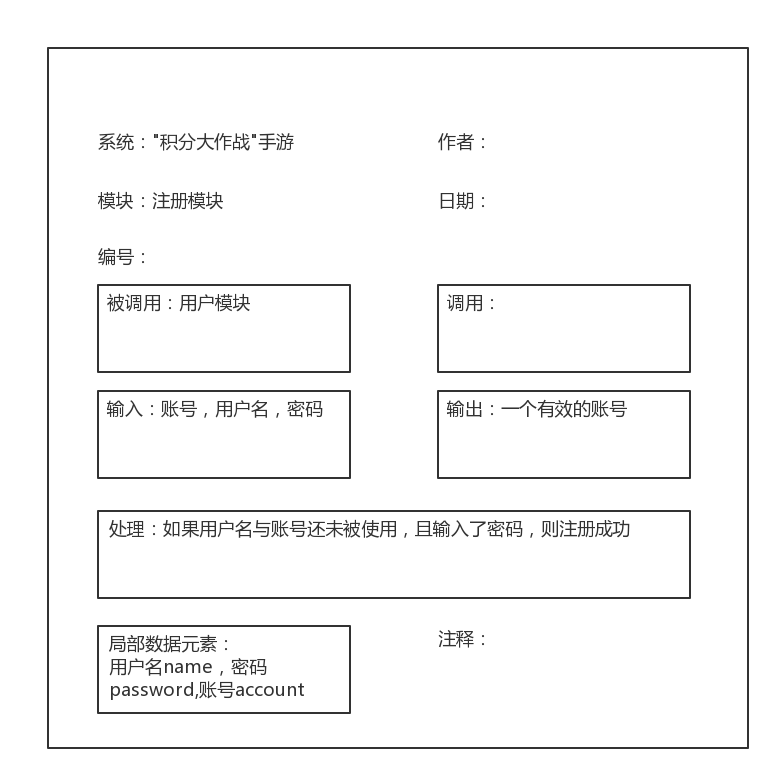 系统："积分大作战"手游
作者：
模块：注册模块
日期：
编号：
被调用：用户模块
调用：
输入：账号，用户名，密码
输出：一个有效的账号
处理：如果用户名与账号还未被使用，且输入了密码，则注册成功
局部数据元素：
用户名name，密码
password,账号account
注释：